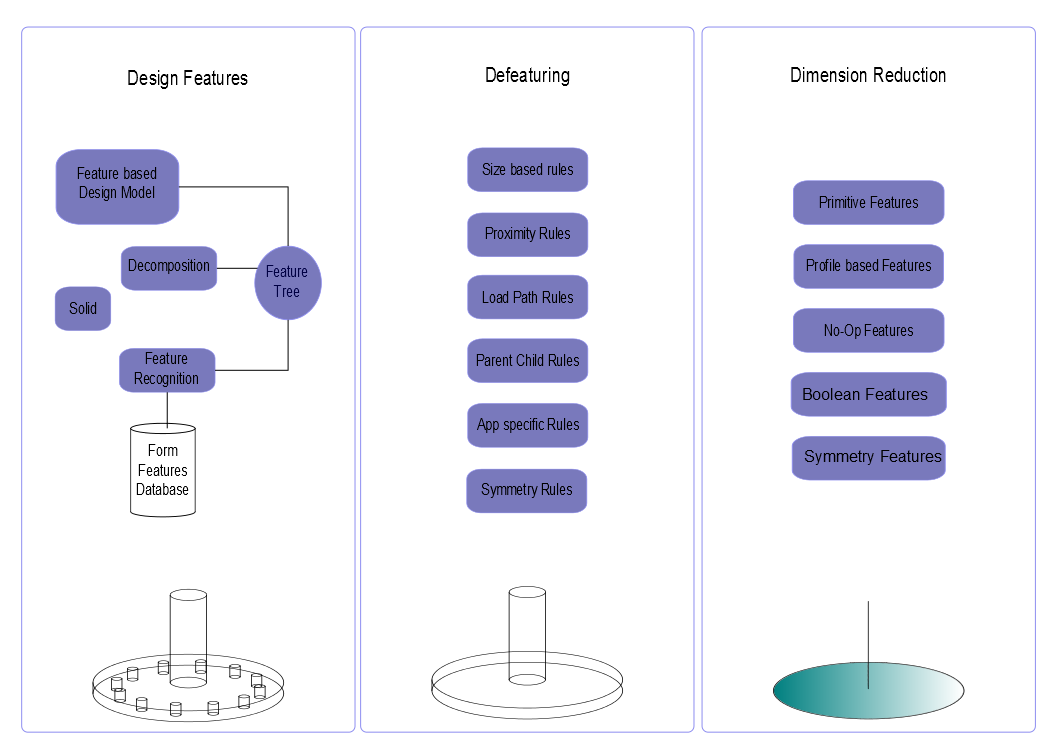 Design Features
Feature based
Design Model
Decomposition
Feature
Tree
Solid
Feature
Recognition
Form
Features
Database
Defeaturing
Size based rules
Proximity Rules
Load Path Rules
Parent Child Rules
App specific Rules
Symmetry Rules
Dimension Reduction
Primitive Features
Profile based Features
No-Op Features
Boolean Features
Symmetry Features